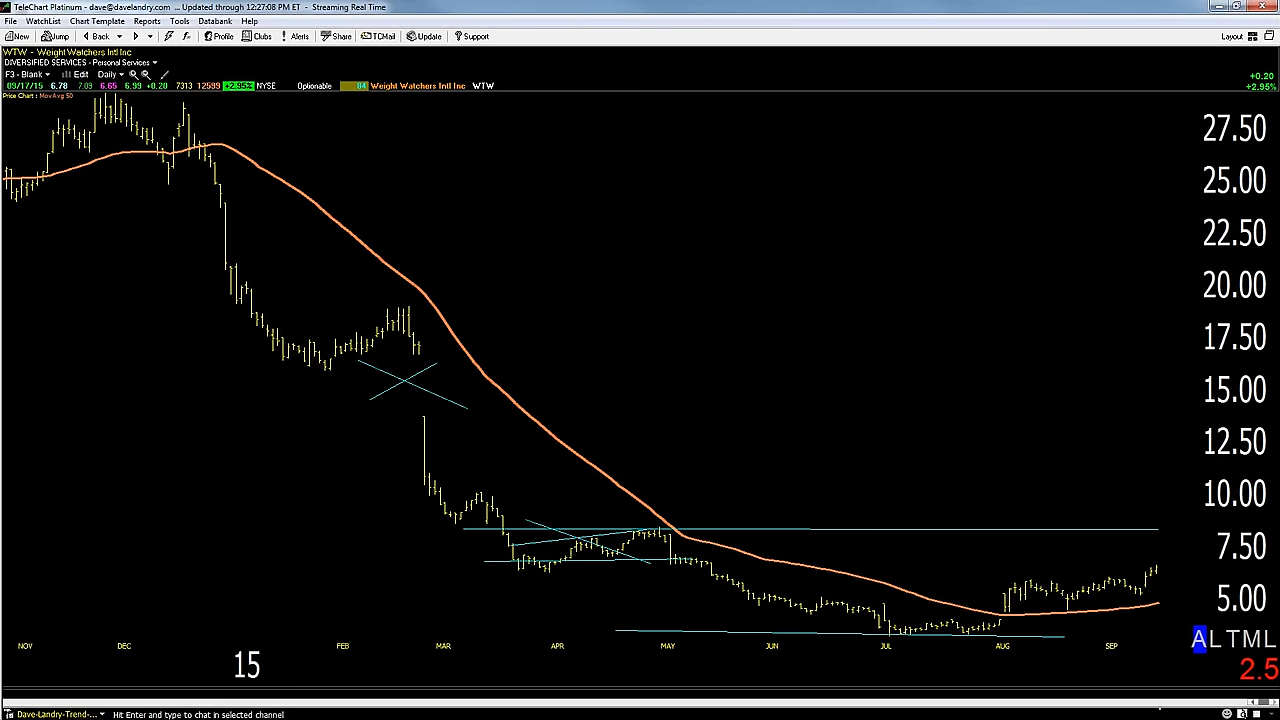 TeleChart Platinum - dave@davelandry.com ... Updated through 12:27:08 PM ET - Streaming Real Time
File WatchList Chart Template Reports Tools Databank Help
New Jump Back Profile Clubs Alerts Share TCMail Update Support Layout
WTW - Weight Watchers Intl Inc
DIVERSIFIED SERVICES - Personal Services
F3 - Blank Edit Daily
+0.20
09/17/15 6.78 7.09 6.65 6.99 +0.20 7313 12599 +2.95% NYSE Optionable 84 Weight Watchers Intl Inc WTW
+2.95%
Price Chart : MovAvg 50
27.50
25.00
22.50
20.00
17.50
15.00
12.50
10.00
7.50
5.00
ALTML
NOV DEC FEB MAR APR MAY JUN JUL AUG SEP
15
2.5
Dave-Landry-Trend-... Hit Enter and type to chat in selected channel